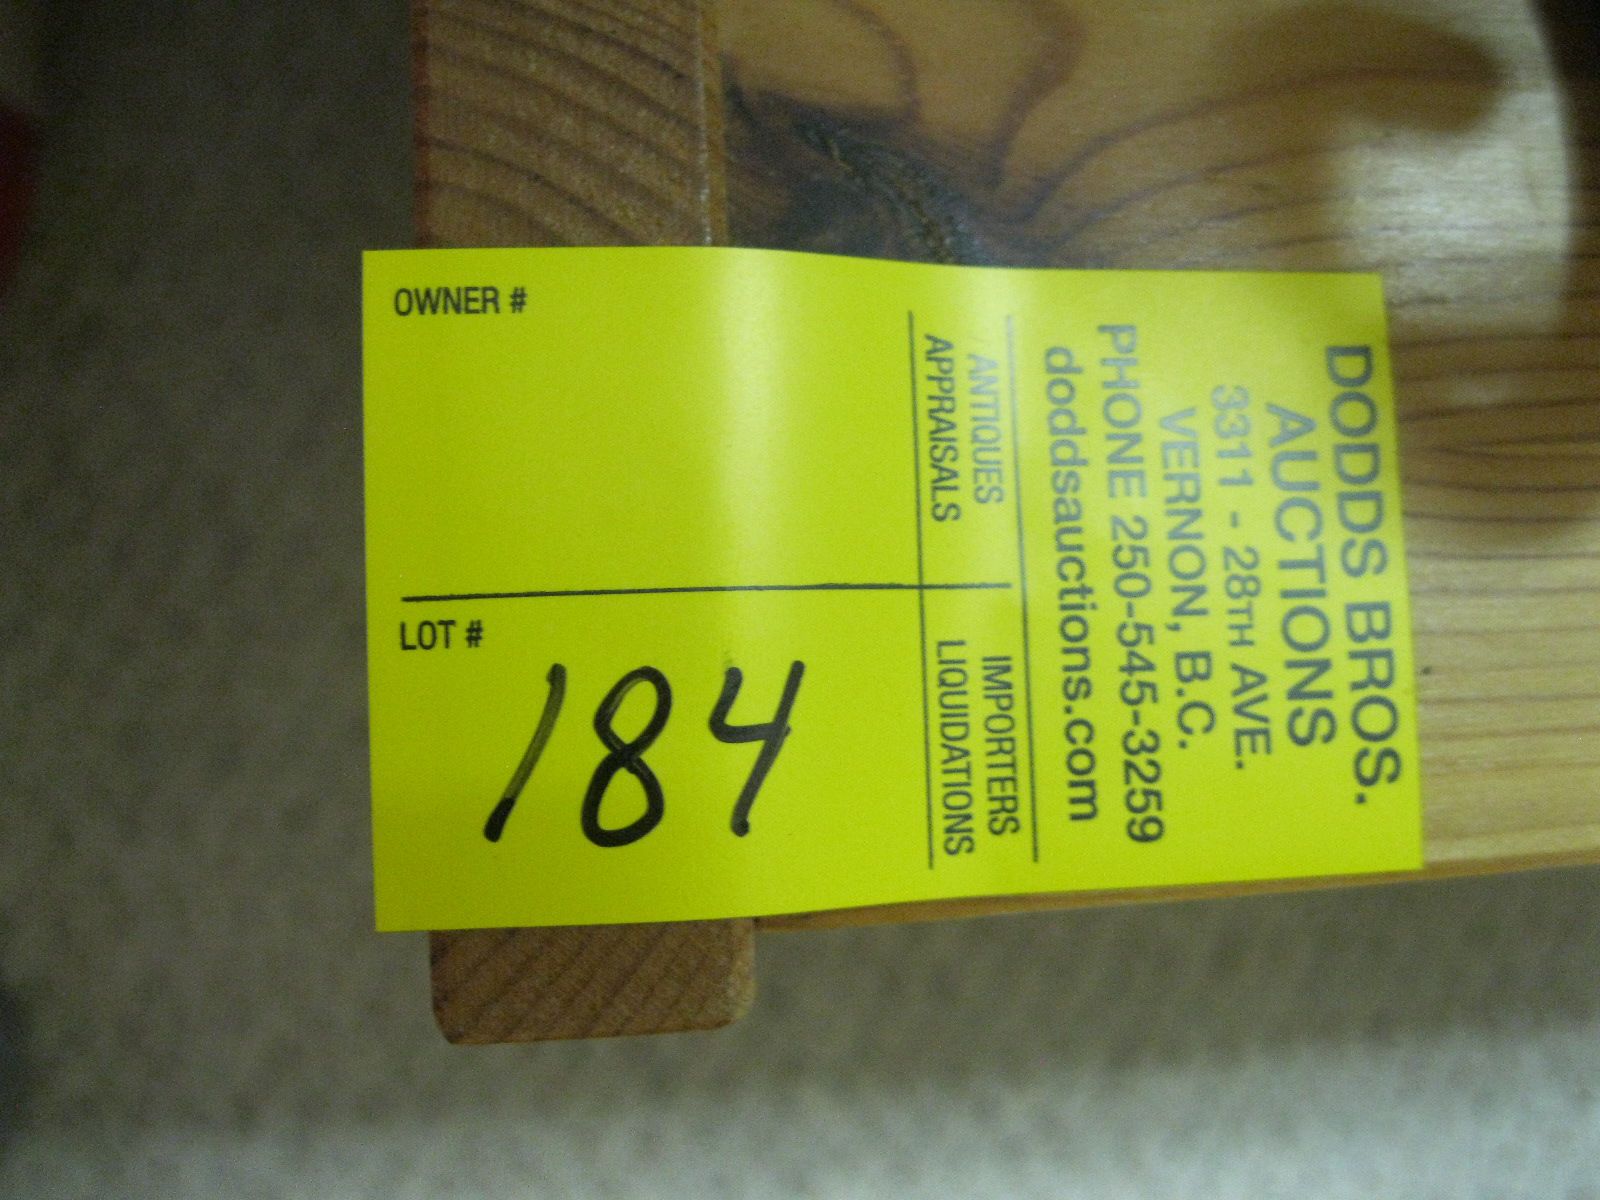 DODDS BROS.
AUCTIONS
3311 - 28TH AVE.
VERNON, B.C.
PHONE 250-545-3259
doddsauctions.com
ANTIQUES IMPORTERS
APPRAISALS LIQUIDATIONS
OWNER #
LOT #
184